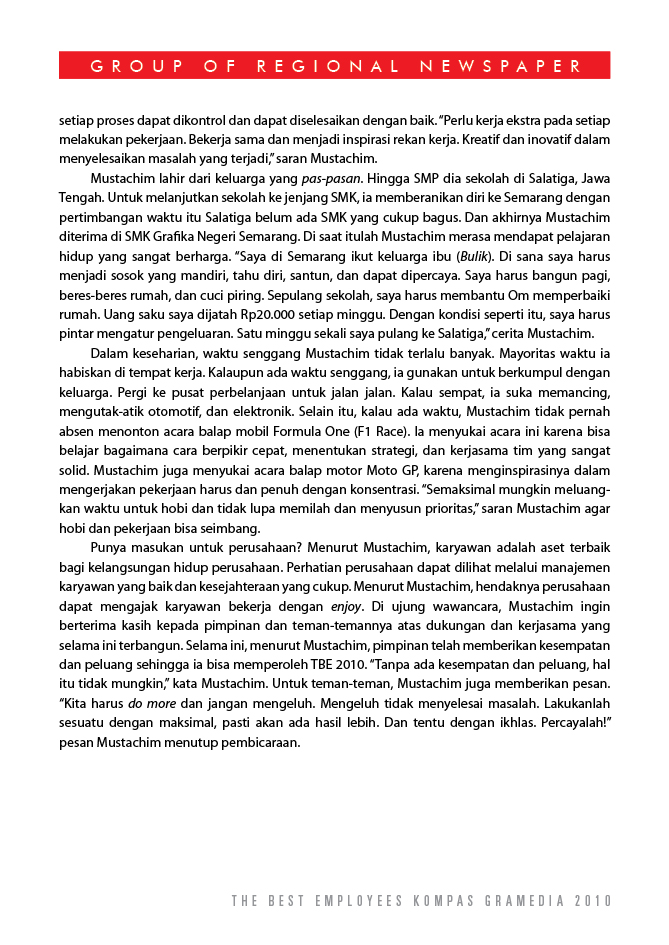 GROUP OF REGIONAL NEWSPAPER
setiap proses dapat dikontrol dan dapat diselesaikan dengan baik. “Perlu kerja ekstra pada setiap
melakukan pekerjaan. Bekerja sama dan menjadi inspirasi rekan kerja. Kreatif dan inovatif dalam
menyelesaikan masalah yang terjadi,” saran Mustachim.
Mustachim lahir dari keluarga yang pas-pasan. Hingga SMP dia sekolah di Salatiga, Jawa
Tengah. Untuk melanjutkan sekolah ke jenjang SMK, ia memberanikan diri ke Semarang dengan
pertimbangan waktu itu Salatiga belum ada SMK yang cukup bagus. Dan akhirnya Mustachim
diterima di SMK Grafika Negeri Semarang. Di saat itulah Mustachim merasa mendapat pelajaran
hidup yang sangat berharga. “Saya di Semarang ikut keluarga ibu (Bulik). Di sana saya harus
menjadi sosok yang mandiri, tahu diri, santun, dan dapat dipercaya. Saya harus bangun pagi,
beres-beres rumah, dan cuci piring. Sepulang sekolah, saya harus membantu Om memperbaiki
rumah. Uang saku saya dijatah Rp20.000 setiap minggu. Dengan kondisi seperti itu, saya harus
pintar mengatur pengeluaran. Satu minggu sekali saya pulang ke Salatiga,” cerita Mustachim.
Dalam keseharian, waktu senggang Mustachim tidak terlalu banyak. Mayoritas waktu ia
habiskan di tempat kerja. Kalaupun ada waktu senggang, ia gunakan untuk berkumpul dengan
keluarga. Pergi ke pusat perbelanjaan untuk jalan jalan. Kalau sempat, ia suka memancing,
mengutak-atik otomotif, dan elektronik. Selain itu, kalau ada waktu, Mustachim tidak pernah
absen menonton acara balap mobil Formula One (F1 Race). Ia menyukai acara ini karena bisa
belajar bagaimana cara berpikir cepat, menentukan strategi, dan kerjasama tim yang sangat
solid. Mustachim juga menyukai acara balap motor Moto GP, karena menginspirasinya dalam
mengerjakan pekerjaan harus dan penuh dengan konsentrasi. “Semaksimal mungkin meluang-
kan waktu untuk hobi dan tidak lupa memilah dan menyusun prioritas,” saran Mustachim agar
hobi dan pekerjaan bisa seimbang.
Punya masukan untuk perusahaan? Menurut Mustachim, karyawan adalah aset terbaik
bagi kelangsungan hidup perusahaan. Perhatian perusahaan dapat dilihat melalui manajemen
karyawan yang baik dan kesejahteraan yang cukup. Menurut Mustachim, hendaknya perusahaan
dapat mengajak karyawan bekerja dengan enjoy. Di ujung wawancara, Mustachim ingin
berterima kasih kepada pimpinan dan teman-temannya atas dukungan dan kerjasama yang
selama ini terbangun. Selama ini, menurut Mustachim, pimpinan telah memberikan kesempatan
dan peluang sehingga ia bisa memperoleh TBE 2010. “Tanpa ada kesempatan dan peluang, hal
itu tidak mungkin,” kata Mustachim. Untuk teman-teman, Mustachim juga memberikan pesan.
“Kita harus do more dan jangan mengeluh. Mengeluh tidak menyelesai masalah. Lakukanlah
sesuatu dengan maksimal, pasti akan ada hasil lebih. Dan tentu dengan ikhlas. Percayalah!”
pesan Mustachim menutup pembicaraan.
THE BEST EMPLOYEES KOMPAS GRAMEDIA 2010